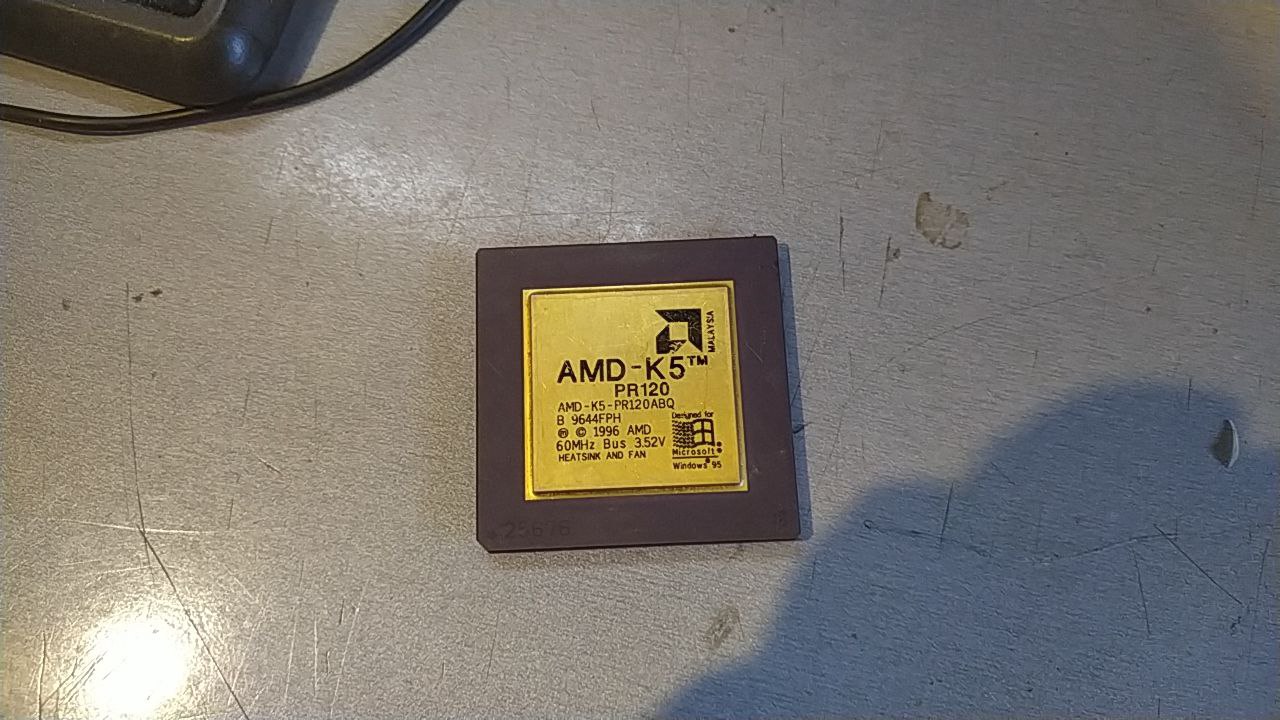 MALAYSIA
AMD-K5™
PR120
AMD-K5-PR120ABQ
B 9644FPH
® © 1996 AMD
60MHz Bus 3.52V
HEATSINK AND FAN
Designed for
Microsoft®
Windows®95
25676